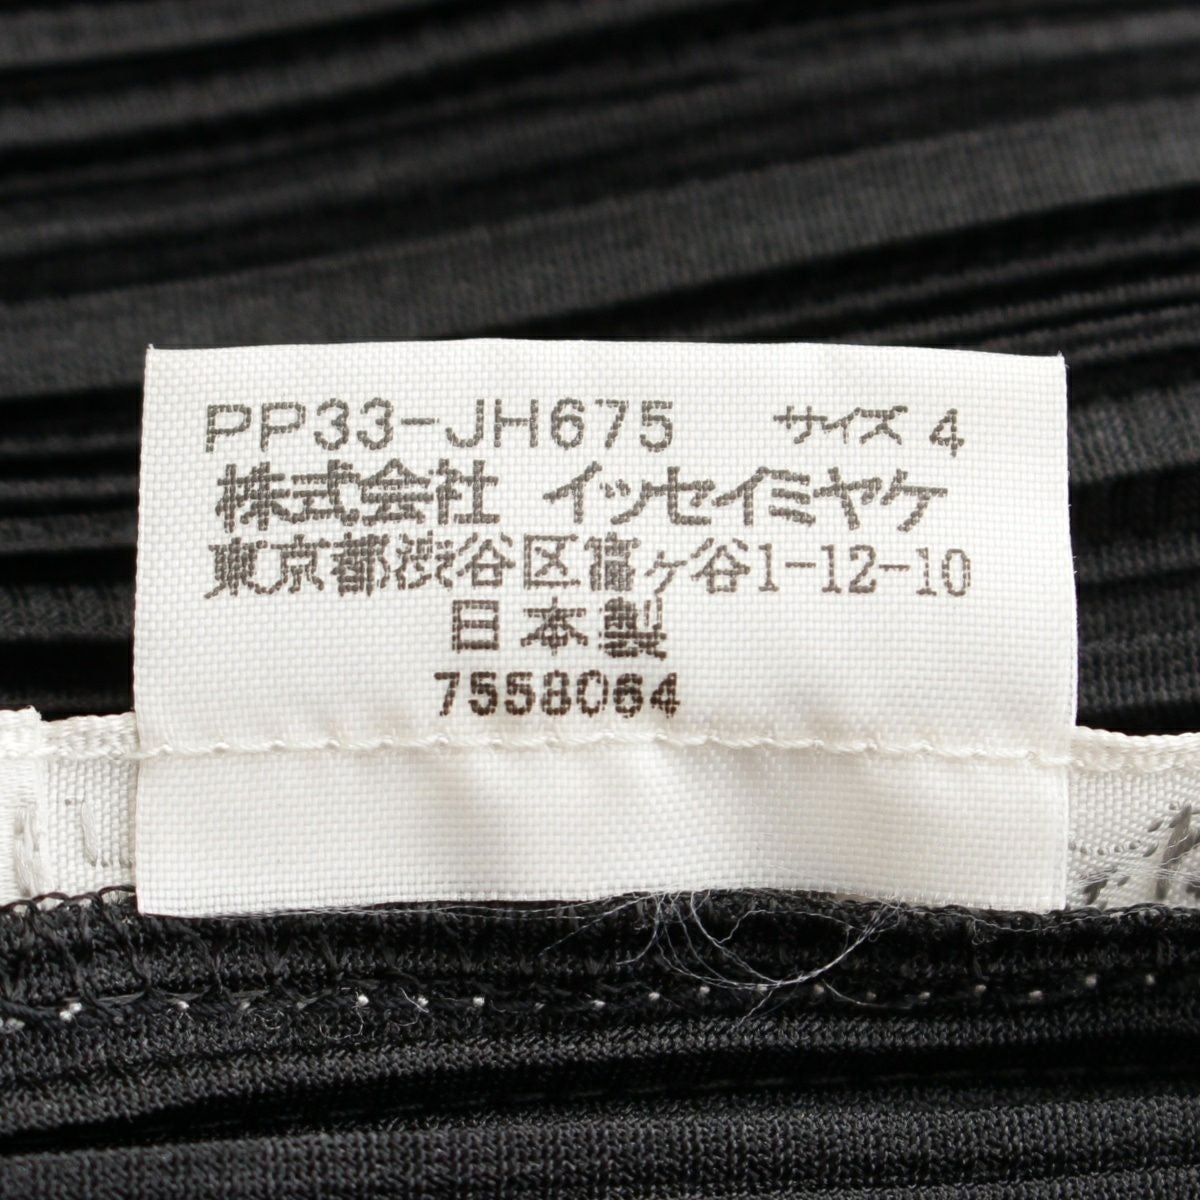 PP33-JH675 サイズ 4
株式会社 イッセイミヤケ
東京都渋谷区富ヶ谷1-12-10
日本製
7558064